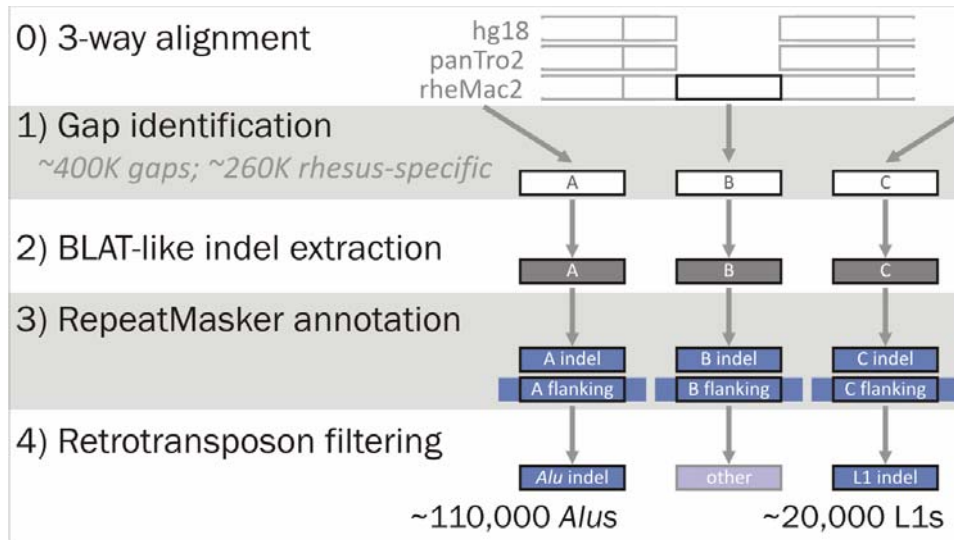 0) 3-way alignment
hg18
panTro2
rheMac2
1) Gap identification
~400K gaps; ~260K rhesus-specific
A B C
2) BLAT-like indel extraction
A B C
3) RepeatMasker annotation
A indel B indel C indel
A flanking B flanking C flanking
4) Retrotransposon filtering
Alu indel other L1 indel
~110,000 Alus ~20,000 L1s